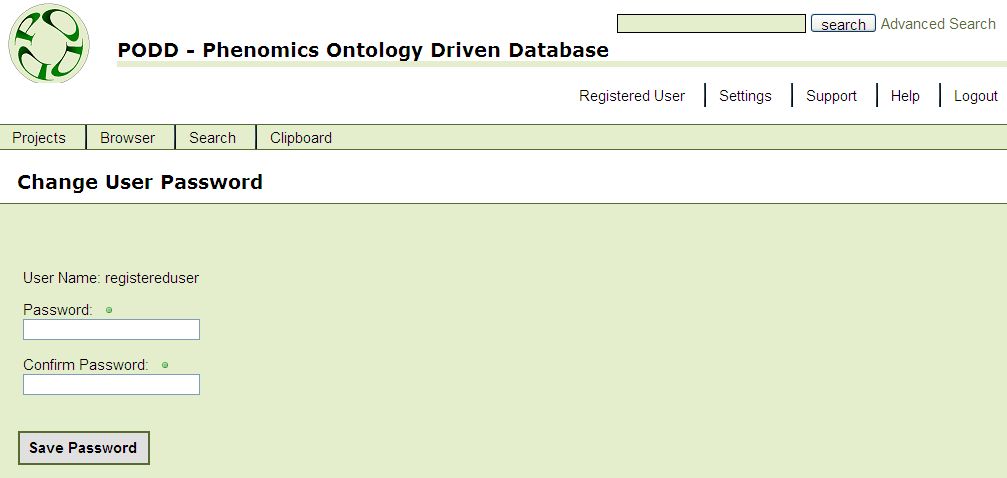 search Advanced Search
PODD - Phenomics Ontology Driven Database
Registered User Settings Support Help Logout
Projects Browser Search Clipboard
Change User Password
User Name: registereduser
Password:
Confirm Password:
Save Password